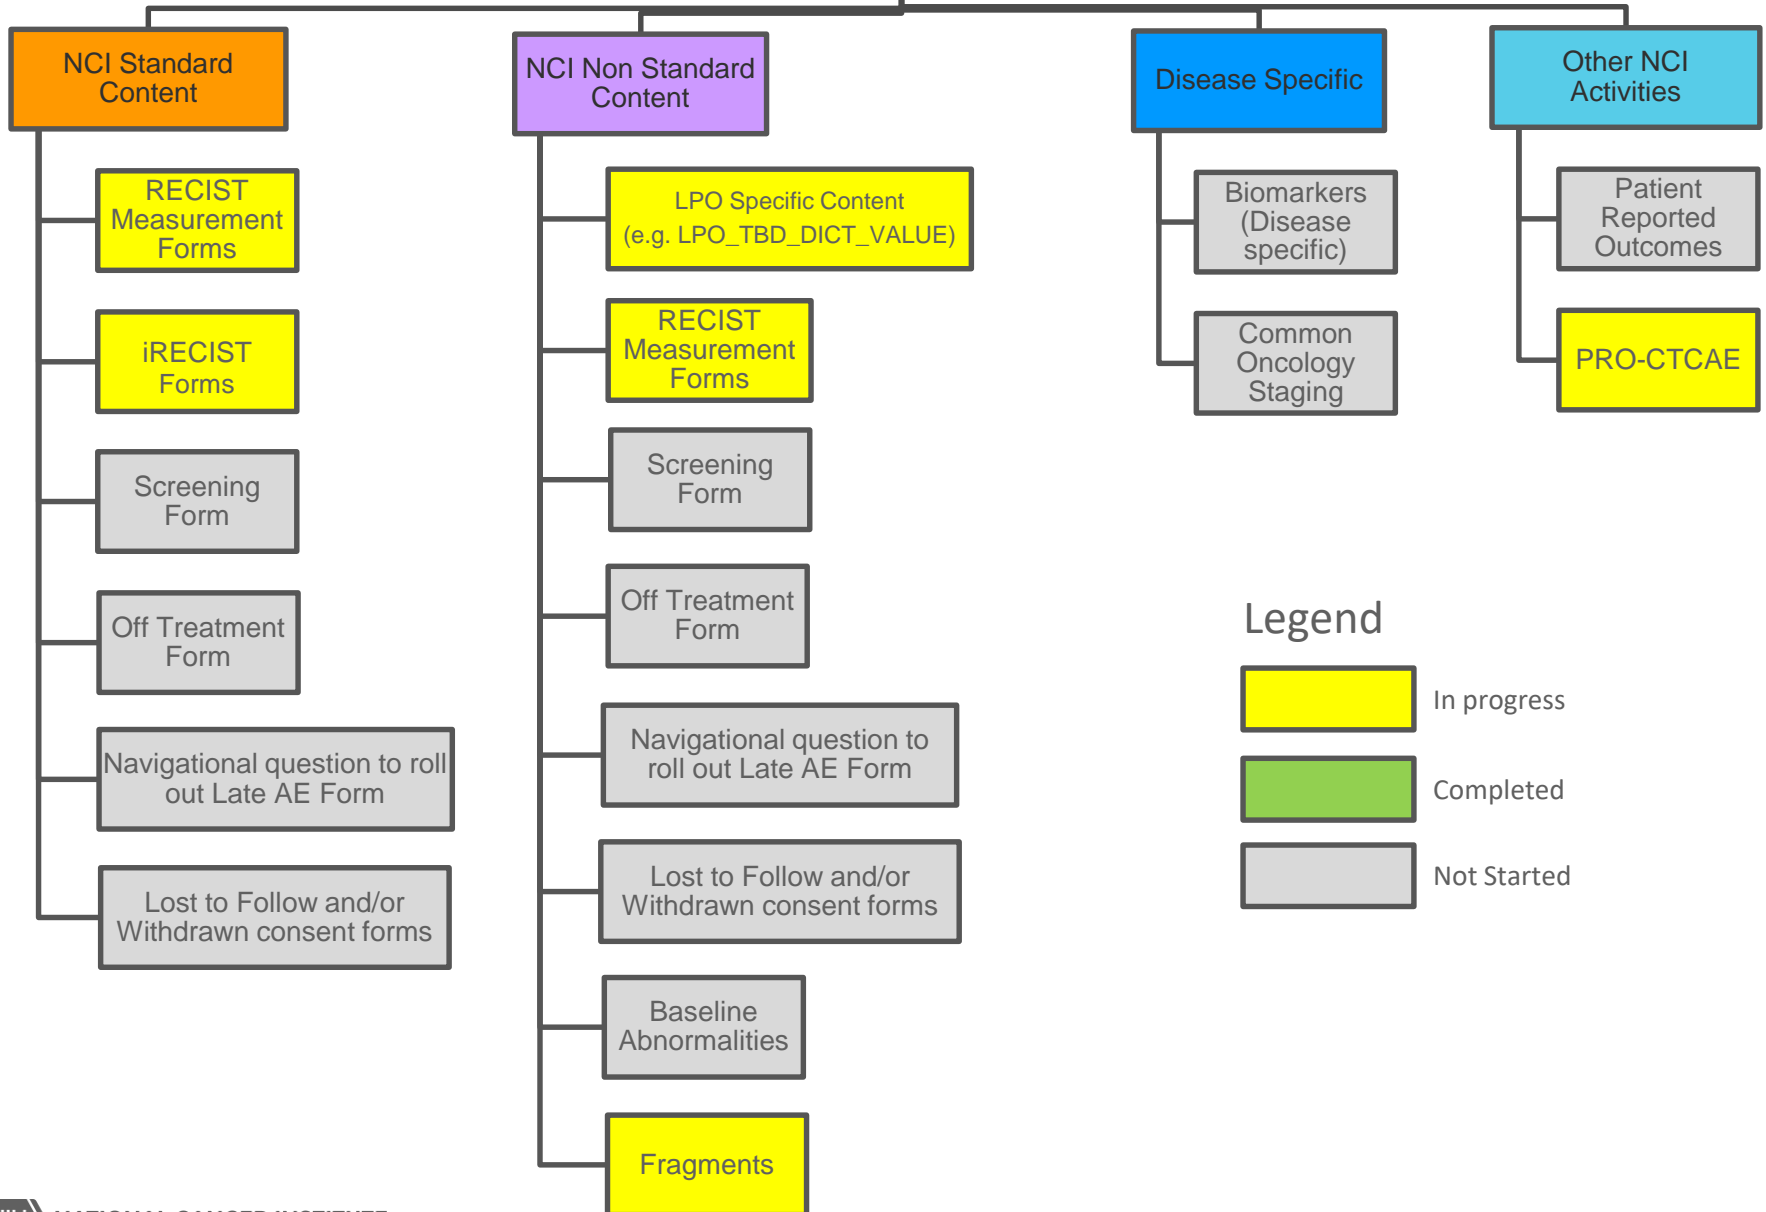 NCI Standard
Content
NCI Non Standard
Content
Disease Specific
Other NCI
Activities
RECIST
Measurement
Forms
iRECIST
Forms
Screening
Form
Off Treatment
Form
Navigational question to roll
out Late AE Form
Lost to Follow and/or
Withdrawn consent forms
LPO Specific Content
(e.g. LPO_TBD_DICT_VALUE)
RECIST
Measurement
Forms
Screening
Form
Off Treatment
Form
Navigational question to
roll out Late AE Form
Lost to Follow and/or
Withdrawn consent forms
Baseline
Abnormalities
Fragments
Biomarkers
(Disease
specific)
Common
Oncology
Staging
Patient
Reported
Outcomes
PRO-CTCAE
Legend
In progress
Completed
Not Started
NATIONAL CANCER INSTITUTE